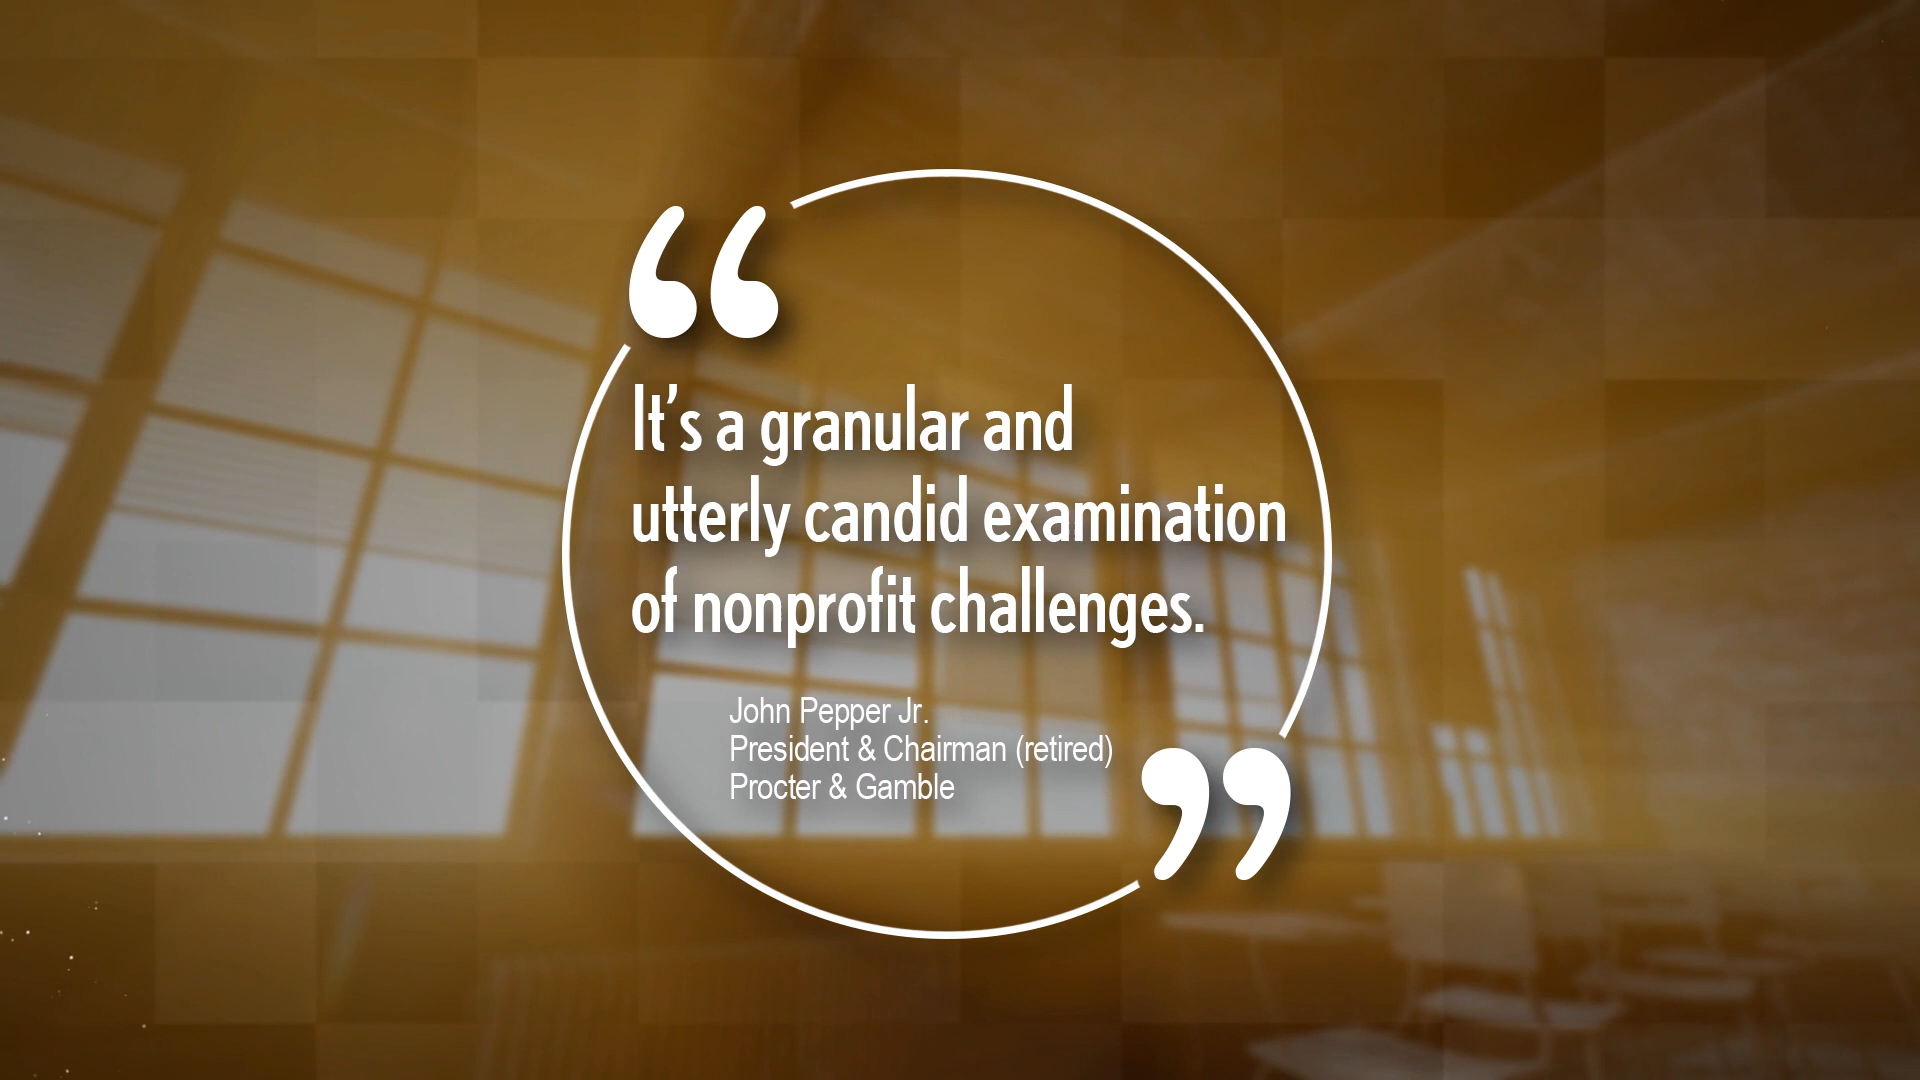 “
It’s a granular and
utterly candid examination
of nonprofit challenges.
John Pepper Jr.
President & Chairman (retired)
Procter & Gamble
”